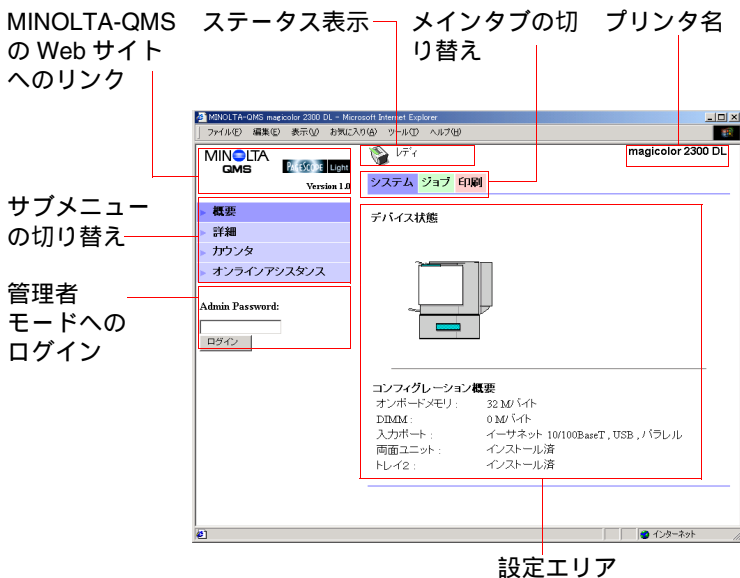 MINOLTA-QMS
の Web サイト
へのリンク
ステータス表示
メインタブの切
り替え
プリンタ名
MINOLTA-QMS magicolor 2300 DL - Microsoft Internet Explorer
ファイル(F) 編集(E) 表示(V) お気に入り(A) ツール(T) ヘルプ(H)
MINOLTA
QMS
PAGESCOPE Light
Version 1.0
レディ
magicolor 2300 DL
システム ジョブ 印刷
サブメニュー
の切り替え
概要
詳細
カウンタ
オンラインアシスタンス
管理者
モードへの
ログイン
Admin Password:
ログイン
デバイス状態
コンフィグレーション概要
オンボードメモリ : 32 Mバイト
DIMM : 0 Mバイト
入力ポート : イーサネット 10/100BaseT , USB , パラレル
両面ユニット : インストール済
トレイ2 : インストール済
インターネット
設定エリア